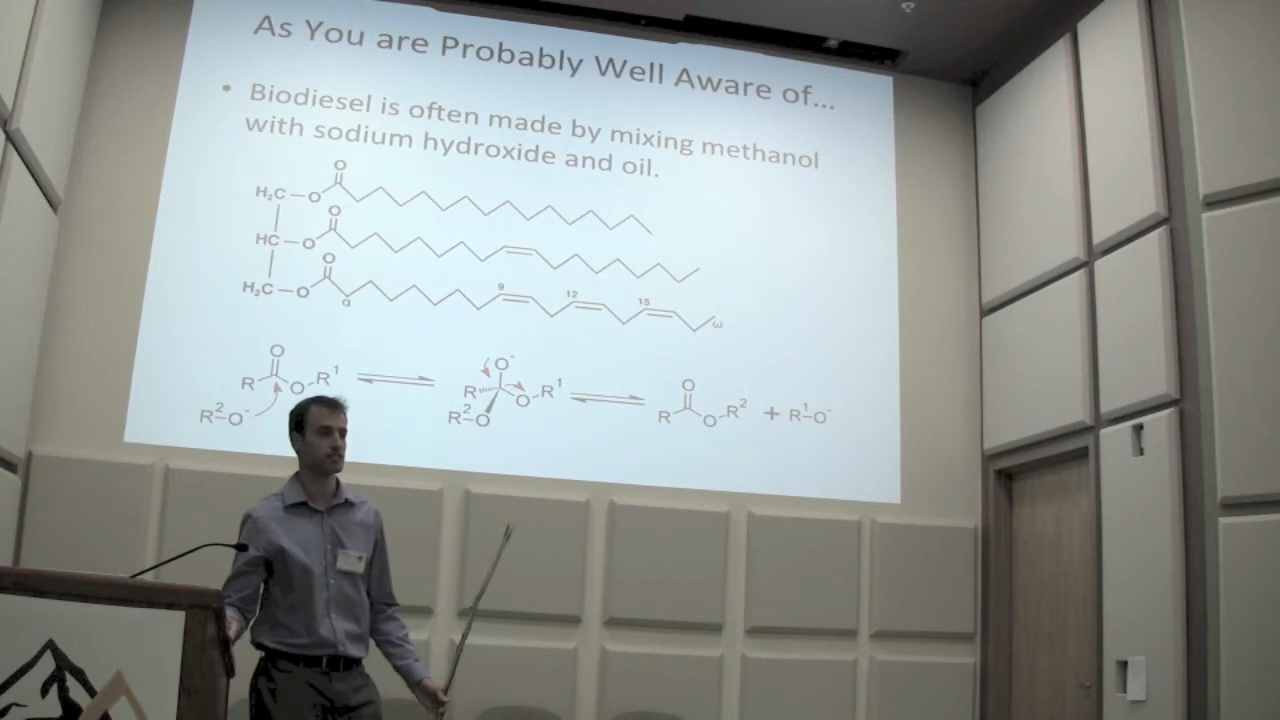 As You are Probably Well Aware of...
• Biodiesel is often made by mixing methanol
with sodium hydroxide and oil.
O
H₂C—O
O
HC—O
O
H₂C—O
α
9
12
15
ω
O
R
O
R¹
R²-O⁻
O⁻
R
O
R¹
R²-O
O
R
O
R²
+
R¹-O⁻